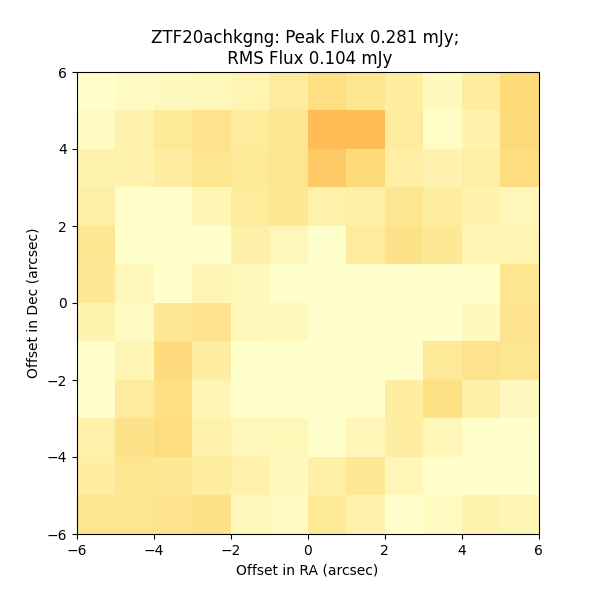 ZTF20achkgng: Peak Flux 0.281 mJy;
RMS Flux 0.104 mJy
6
4
2
0
−2
−4
−6
Offset in Dec (arcsec)
−6 −4 −2 0 2 4 6
Offset in RA (arcsec)